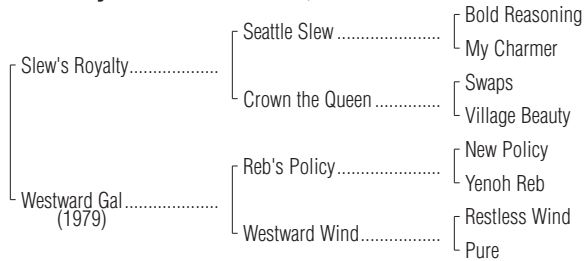 Bold Reasoning
Seattle Slew ..................
My Charmer
Slew's Royalty...................
Swaps
Crown the Queen ..............
Village Beauty
New Policy
Reb's Policy......................
Yenoh Reb
Westward Gal ....................
(1979)
Restless Wind
Westward Wind.................
Pure